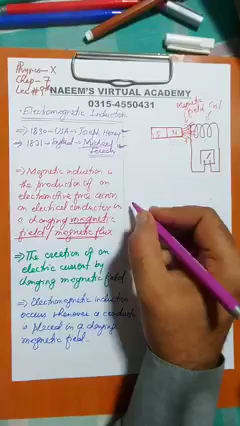 Physics-X
Chap-7
Lec#9
NAEEM'S VIRTUAL ACADEMY
0315-4550431
Electromagnetic Induction
Magnetic
Field
Coil
S N
⇒ 1830-USA → Joseph Henry
⇒ 1831 → England → Michael
Faraday
⇒ Magnetic induction is
the production of an
electromotive force across
an electrical conductor in
a changing magnetic
field/magnetic flux
⇒ The creation of an
electric current by
changing magnetic field.
⇒ Electromagnetic induction
occurs whenever a conductor
is placed in a changing
magnetic field.